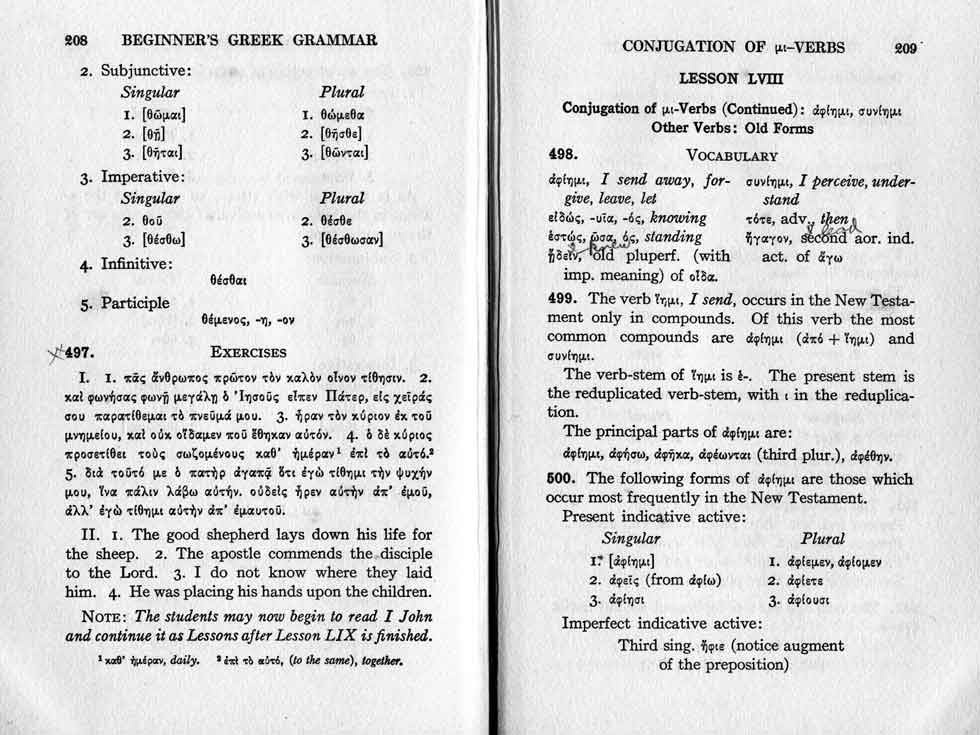 208 BEGINNER'S GREEK GRAMMAR
2. Subjunctive:
Singular Plural
1. [θῶμαι] 1. θώμεθα
2. [θῇ] 2. [θῆσθε]
3. [θῆται] 3. [θῶνται]
3. Imperative:
Singular Plural
2. θοῦ 2. θέσθε
3. [θέσθω] 3. [θέσθωσαν]
4. Infinitive:
θέσθαι
5. Participle
θέμενος, -η, -ον
497. EXERCISES
I. 1. πᾶς ἄνθρωπος πρῶτον τὸν καλὸν οἶνον τίθησιν. 2.
καὶ φωνήσας φωνῇ μεγάλῃ ὁ Ἰησοῦς εἶπεν Πάτερ, εἰς χεῖράς
σου παρατίθεμαι τὸ πνεῦμά μου. 3. ἦραν τὸν κύριον ἐκ τοῦ
μνημείου, καὶ οὐκ οἴδαμεν ποῦ ἔθηκαν αὐτόν. 4. ὁ δὲ κύριος
προσετίθει τοὺς σωζομένους καθ' ἡμέραν¹ ἐπὶ τὸ αὐτό.²
5. διὰ τοῦτό με ὁ πατὴρ ἀγαπᾷ ὅτι ἐγὼ τίθημι τὴν ψυχήν
μου, ἵνα πάλιν λάβω αὐτήν. οὐδεὶς ἦρεν αὐτὴν ἀπ' ἐμοῦ,
ἀλλ' ἐγὼ τίθημι αὐτὴν ἀπ' ἐμαυτοῦ.
II. 1. The good shepherd lays down his life for
the sheep. 2. The apostle commends the disciple
to the Lord. 3. I do not know where they laid
him. 4. He was placing his hands upon the children.
NOTE: The students may now begin to read I John
and continue it as Lessons after Lesson LIX is finished.
¹ καθ' ἡμέραν, daily. ² ἐπὶ τὸ αὐτό, (to the same), together.
CONJUGATION OF μι-VERBS 209
LESSON LVIII
Conjugation of μι-Verbs (Continued): ἀφίημι, συνίημι
Other Verbs: Old Forms
498. VOCABULARY
ἀφίημι, I send away, for-
give, leave, let
εἰδώς, -υῖα, -ός, knowing
ἑστώς, ῶσα, ός, standing
I knew
ᾔδειν, old pluperf. (with
imp. meaning) of οἶδα.
συνίημι, I perceive, under-
stand
τότε, adv., then
I lead
ἤγαγον, second aor. ind.
act. of ἄγω
499. The verb ἵημι, I send, occurs in the New Testa-
ment only in compounds. Of this verb the most
common compounds are ἀφίημι (ἀπό + ἵημι) and
συνίημι.
The verb-stem of ἵημι is ἑ-. The present stem is
the reduplicated verb-stem, with ι in the reduplica-
tion.
The principal parts of ἀφίημι are:
ἀφίημι, ἀφήσω, ἀφῆκα, ἀφέωνται (third plur.), ἀφέθην.
500. The following forms of ἀφίημι are those which
occur most frequently in the New Testament.
Present indicative active:
Singular Plural
1. [ἀφίημι] 1. ἀφίεμεν, ἀφίομεν
2. ἀφεῖς (from ἀφίω) 2. ἀφίετε
3. ἀφίησι 3. ἀφίουσι
Imperfect indicative active:
Third sing. ἤφιε (notice augment
of the preposition)